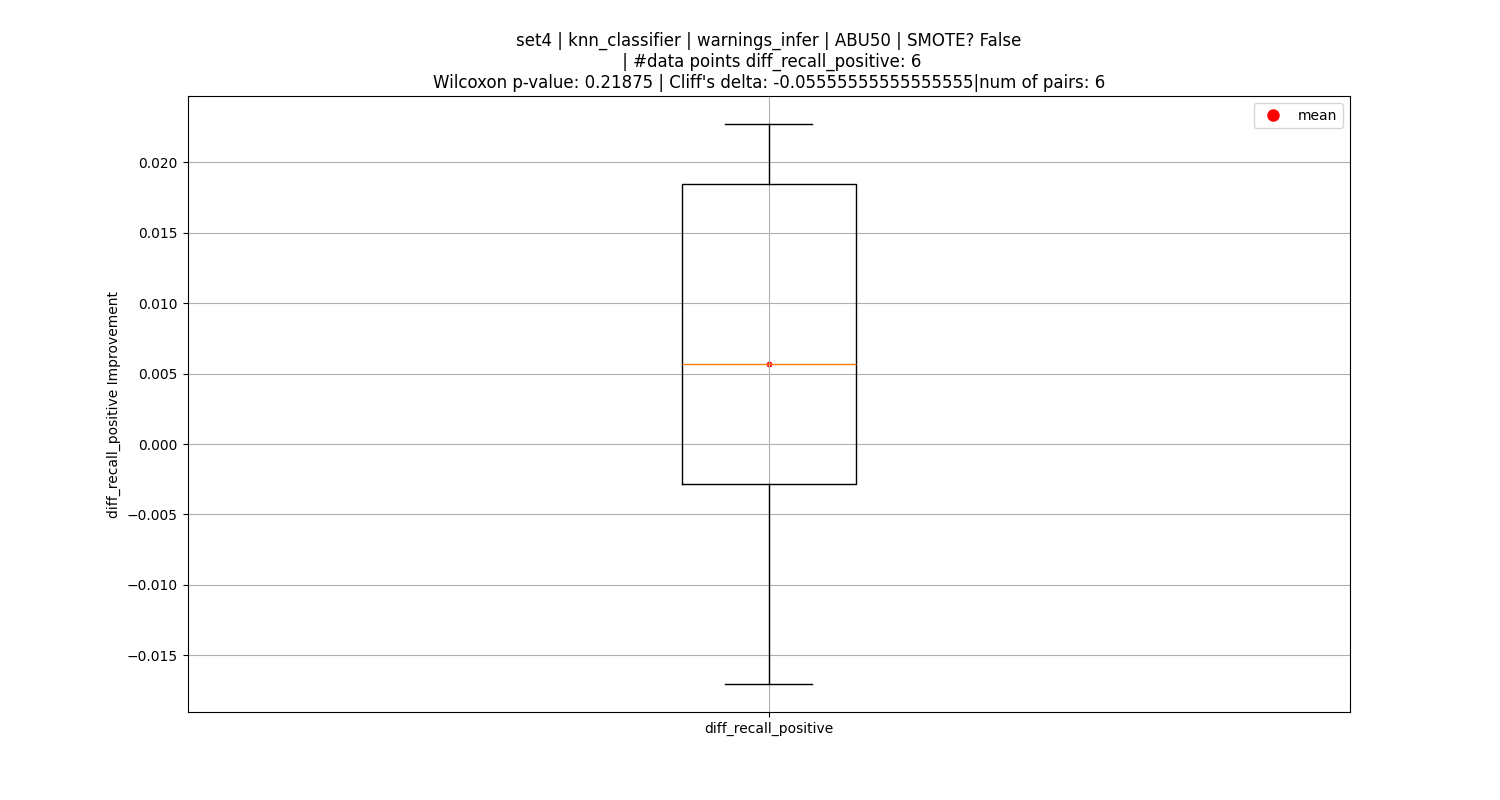 set4 | knn_classifier | warnings_infer | ABU50 | SMOTE? False
| #data points diff_recall_positive: 6
Wilcoxon p-value: 0.21875 | Cliff's delta: -0.05555555555555555|num of pairs: 6
mean
0.020
0.015
0.010
0.005
0.000
−0.005
−0.010
−0.015
diff_recall_positive Improvement
diff_recall_positive